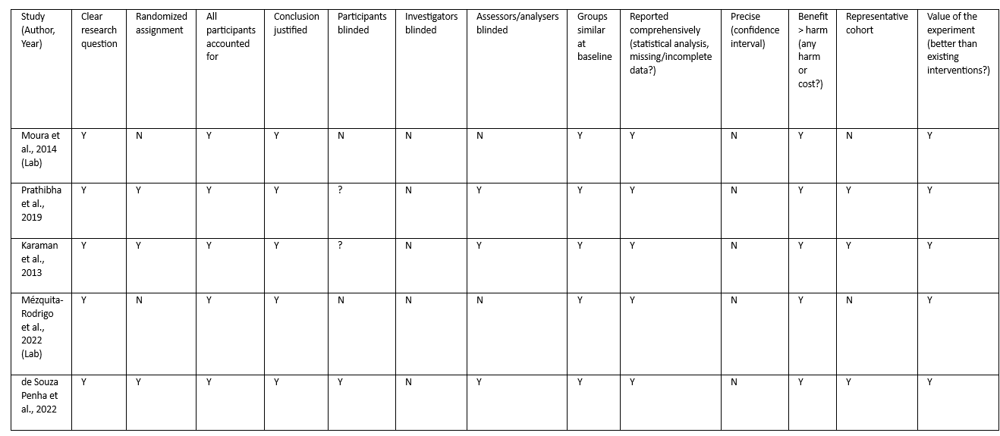 Study (Author, Year) Clear research question Randomized assignment All participants accounted for Conclusion justified Participants blinded Investigators blinded Assessors/analysers blinded Groups similar at baseline Reported comprehensively (statistical analysis, missing/incomplete data?) Precise (confidence interval) Benefit > harm (any harm or cost?) Representative cohort Value of the experiment (better than existing interventions?)
Moura et al., 2014 (Lab) Y N Y Y N N N Y Y N Y N Y
Prathibha et al., 2019 Y Y Y Y ? N Y Y Y N Y Y Y
Karaman et al., 2013 Y Y Y Y ? N Y Y Y N Y Y Y
Mézquita-Rodrigo et al., 2022 (Lab) Y N Y Y N N N Y Y N Y N Y
de Souza Penha et al., 2022 Y Y Y Y Y N Y Y Y N Y Y Y